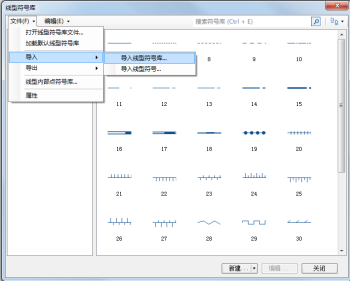 线型符号库
文件(F) 编辑(E) 搜索符号库 (Ctrl + E)
打开线型符号库文件...
加载默认线型符号库
导入
导入线型符号库...
导入线型符号...
导出
线型内部点符号库...
属性
8 9 10
11 12 13 14 15
16 17 18 19 20
21 22 23 24 25
26 27 28 29 30
新建... 编辑... 关闭